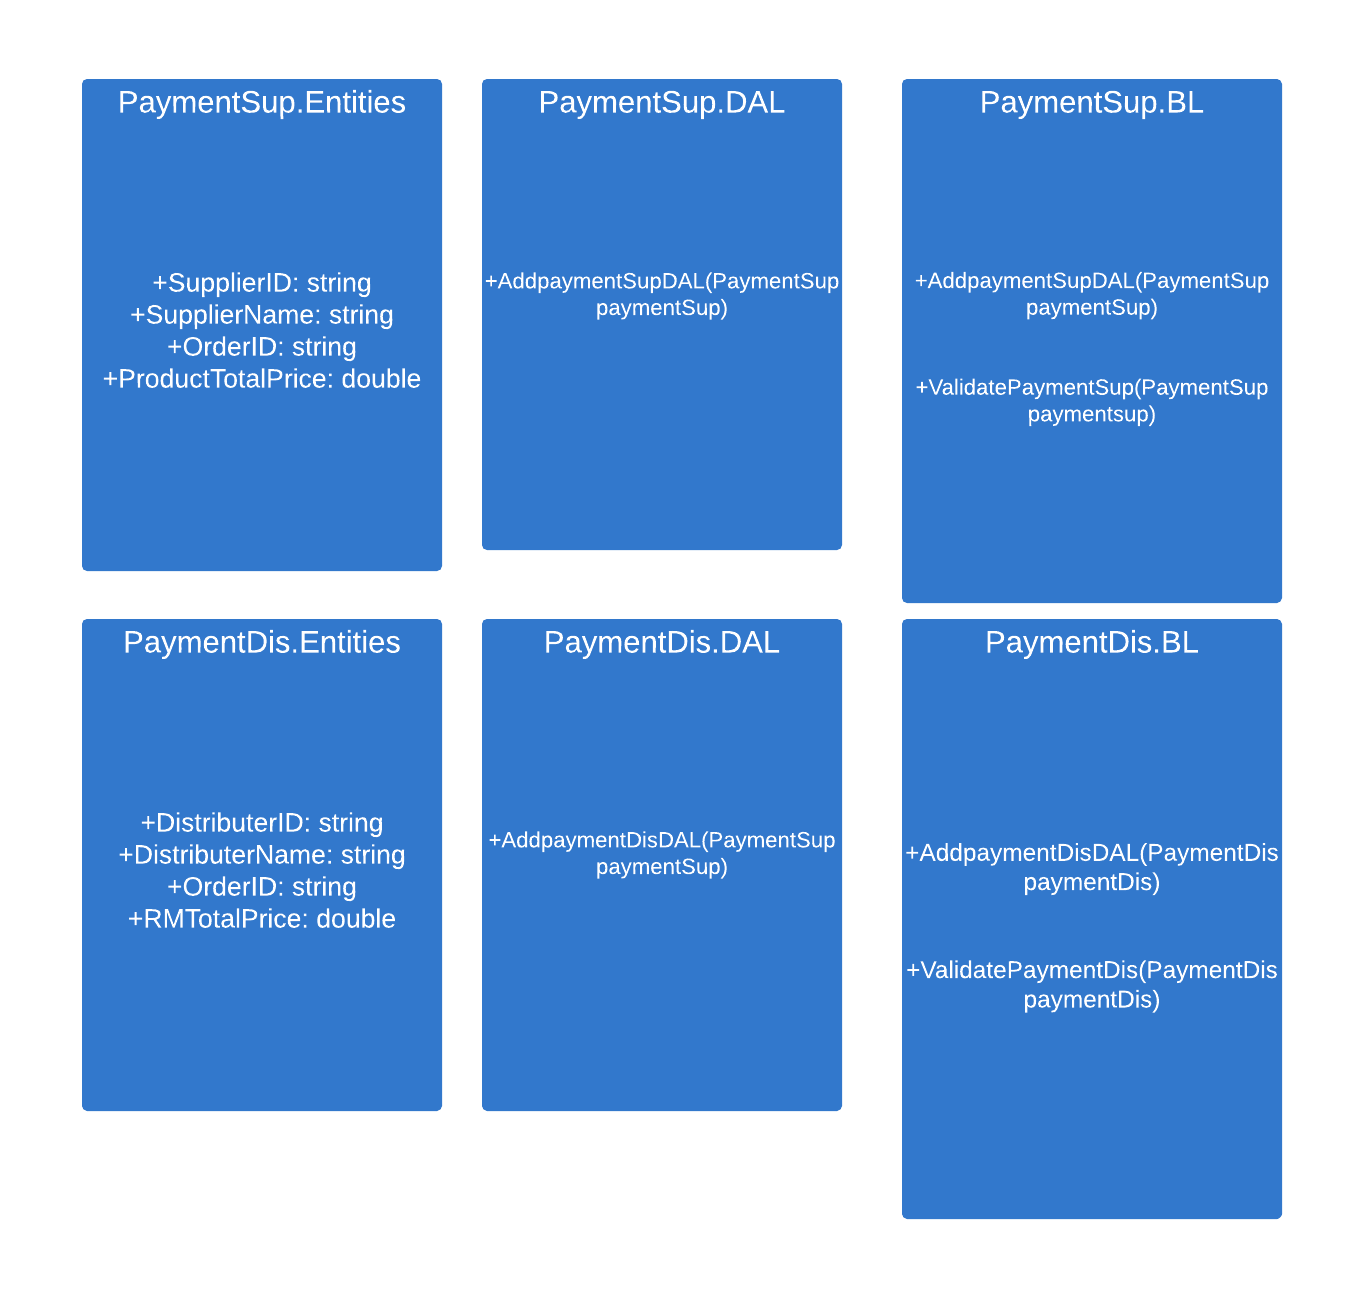 PaymentSup.Entities
+SupplierID: string
+SupplierName: string
+OrderID: string
+ProductTotalPrice: double
PaymentSup.DAL
+AddpaymentSupDAL(PaymentSup
paymentSup)
PaymentSup.BL
+AddpaymentSupDAL(PaymentSup
paymentSup)
+ValidatePaymentSup(PaymentSup
paymentsup)
PaymentDis.Entities
+DistributerID: string
+DistributerName: string
+OrderID: string
+RMTotalPrice: double
PaymentDis.DAL
+AddpaymentDisDAL(PaymentSup
paymentSup)
PaymentDis.BL
+AddpaymentDisDAL(PaymentDis
paymentDis)
+ValidatePaymentDis(PaymentDis
paymentDis)